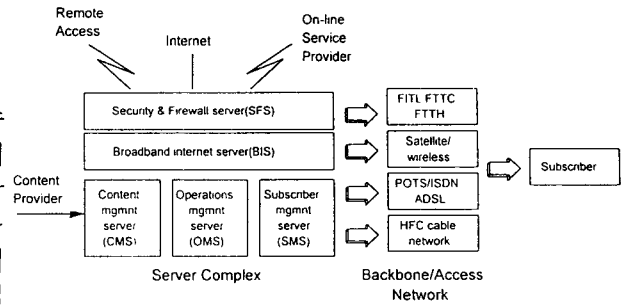 Remote
Access
Internet
On-line
Service
Provider
Security & Firewall server(SFS)
Broadband internet server(BIS)
Content
Provider
Content
mgmnt
server
(CMS)
Operations
mgmnt
server
(OMS)
Subscriber
mgmnt
server
(SMS)
Server Complex
FITL FTTC
FTTH
Satellite/
wireless
POTS/ISDN
ADSL
HFC cable
network
Backbone/Access
Network
Subscriber